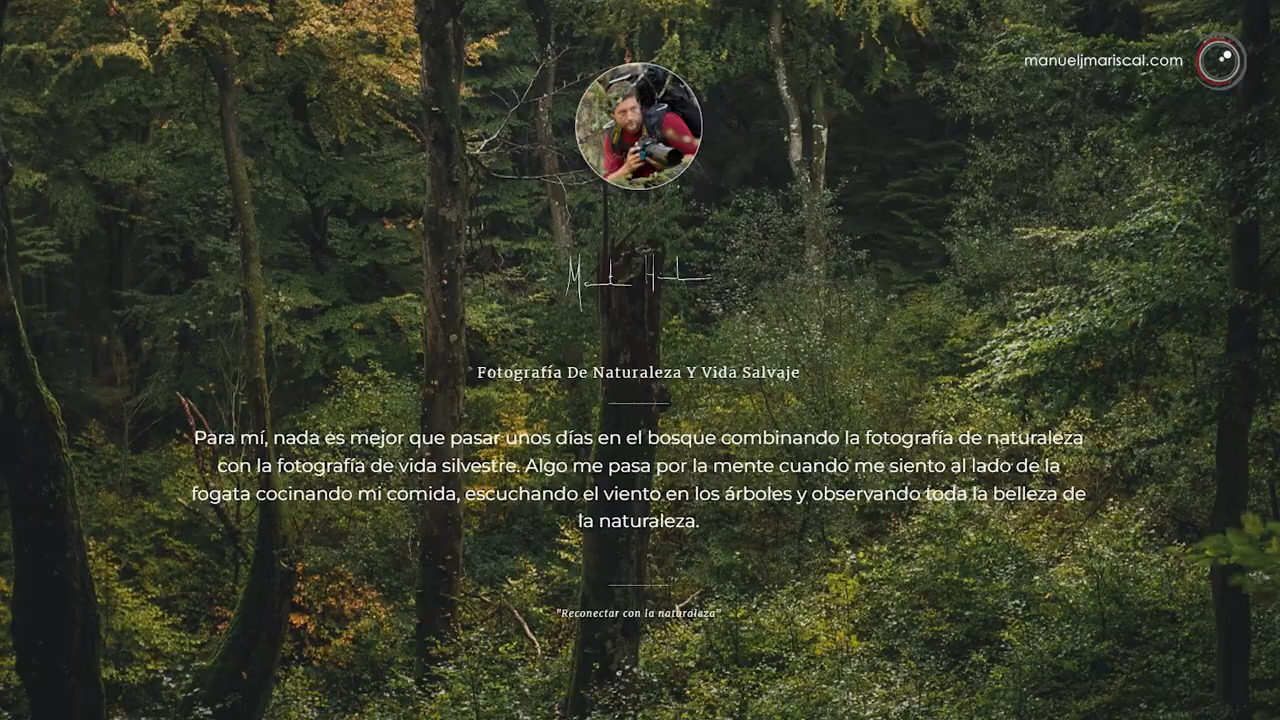 manueljmariscal.com
Fotografía De Naturaleza Y Vida Salvaje
Para mí, nada es mejor que pasar unos días en el bosque combinando la fotografía de naturaleza
con la fotografía de vida silvestre. Algo me pasa por la mente cuando me siento al lado de la
fogata cocinando mi comida, escuchando el viento en los árboles y observando toda la belleza de
la naturaleza.
"Reconectar con la naturaleza"